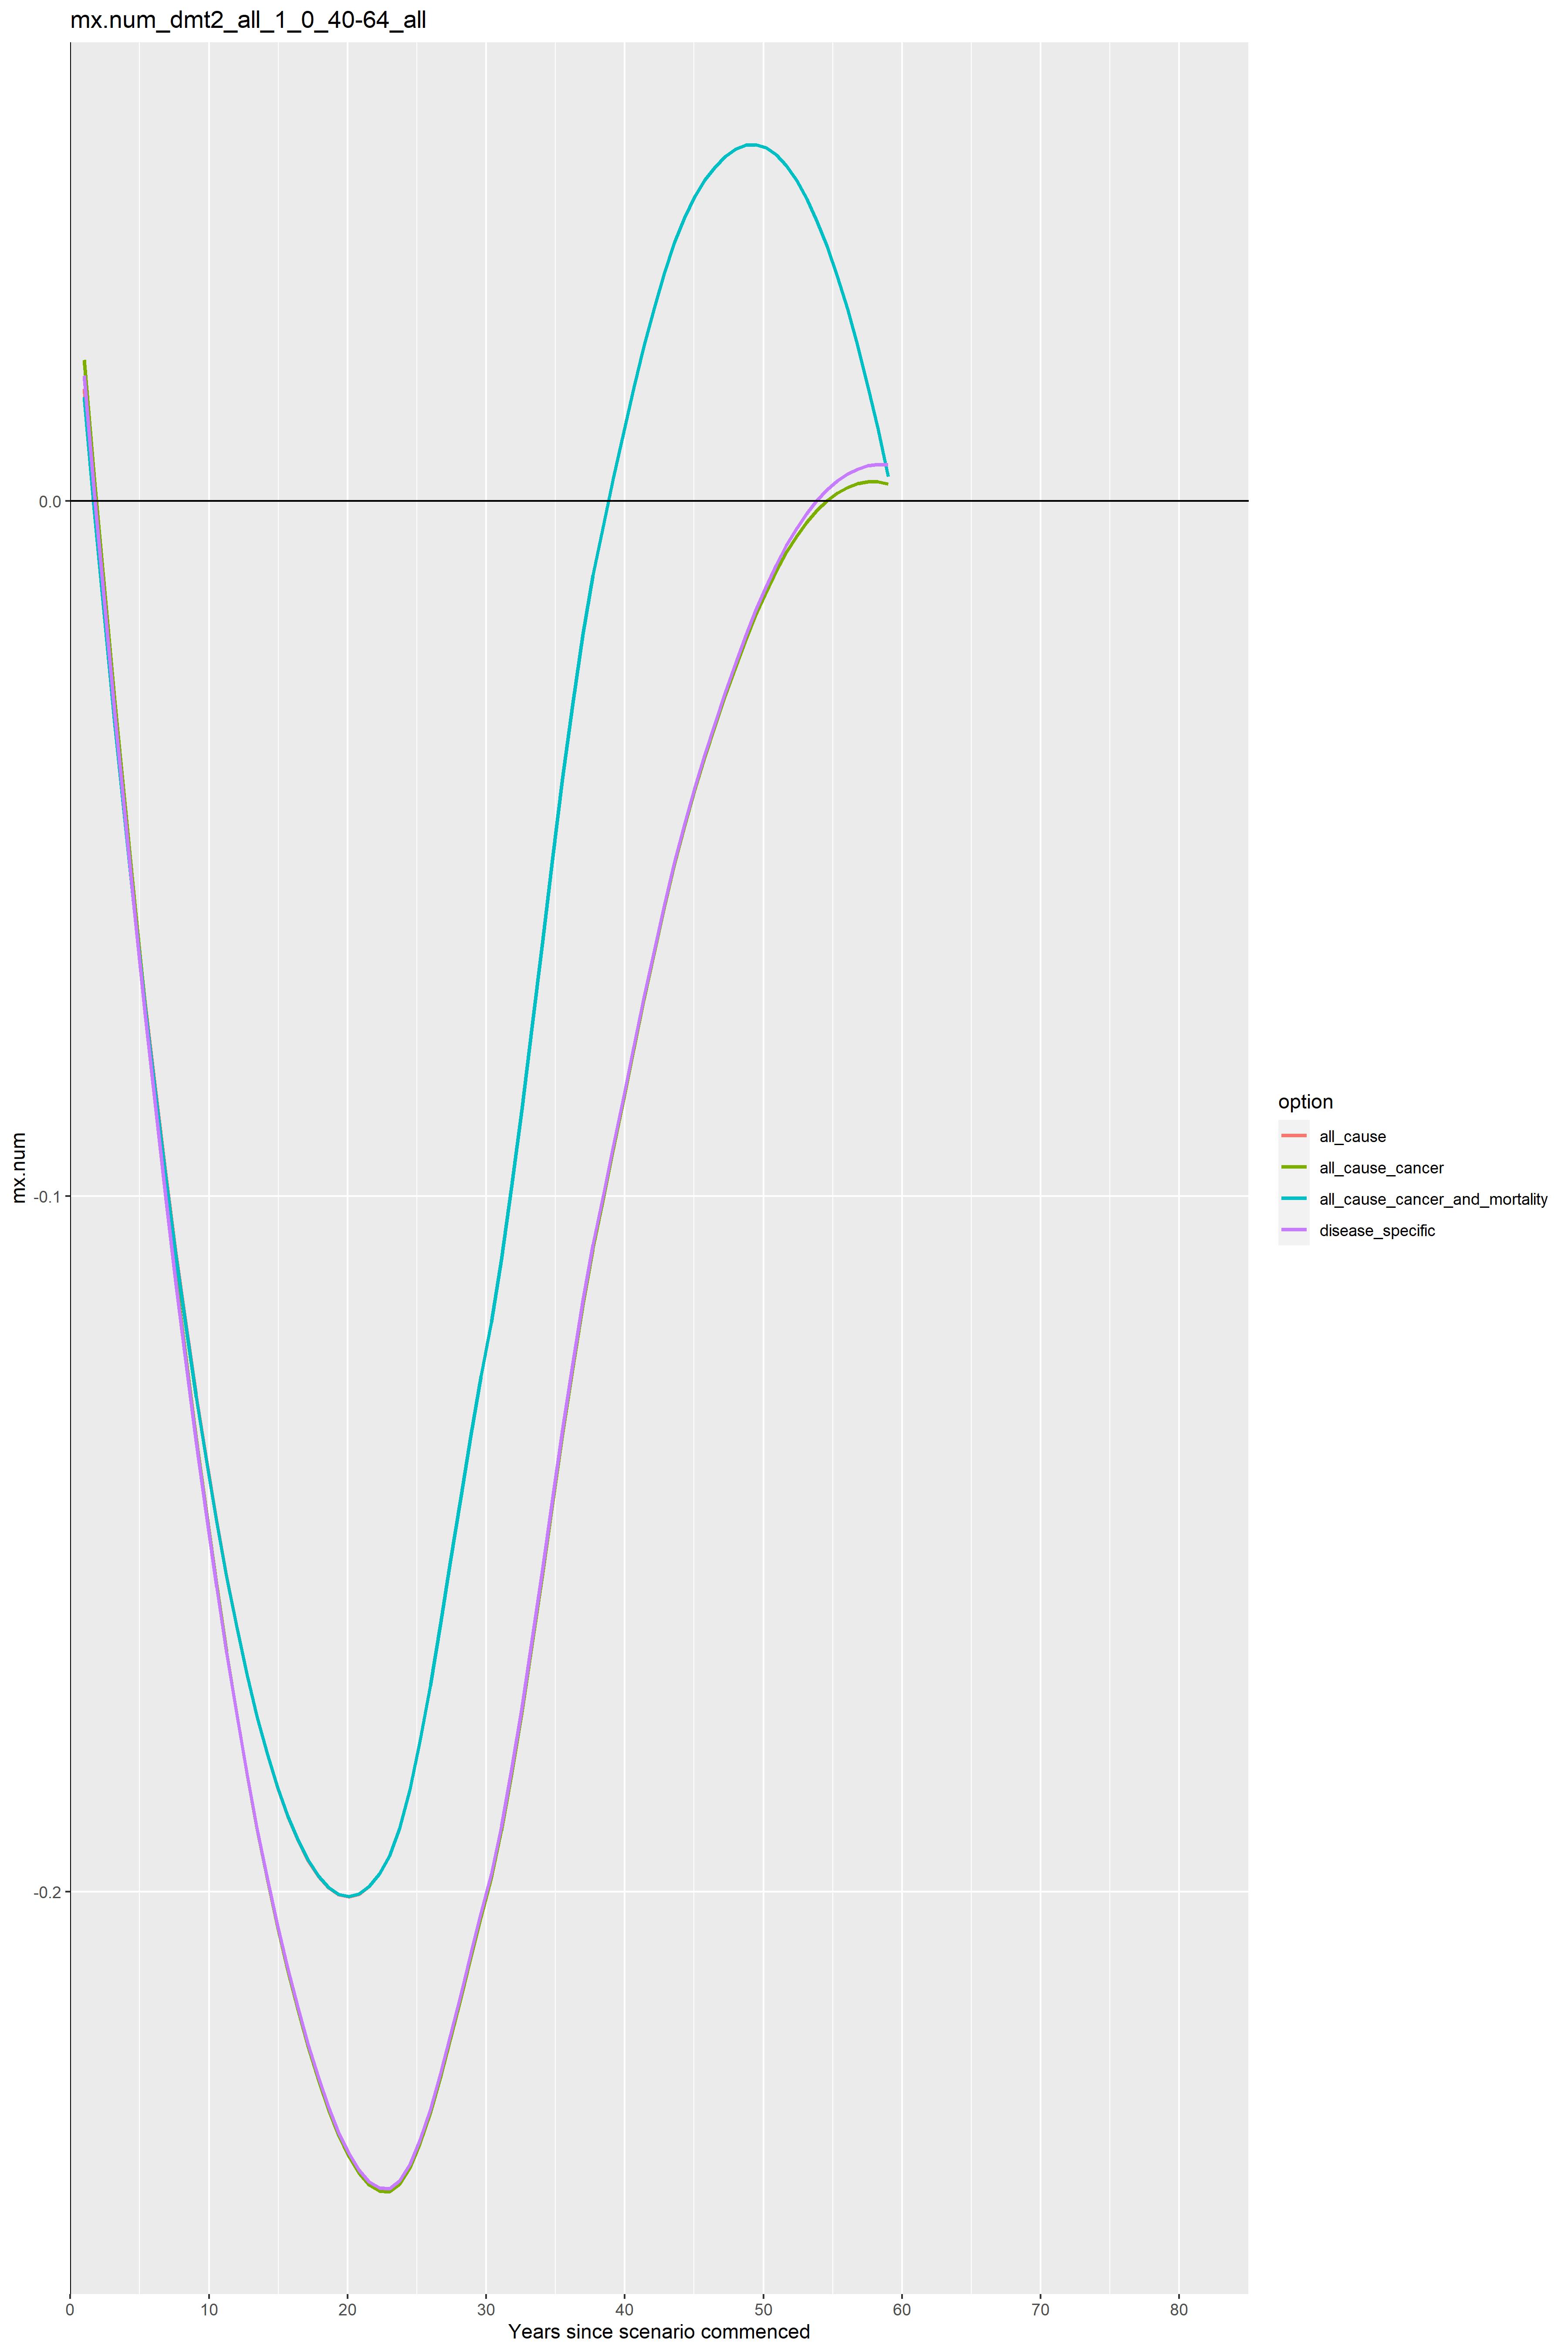 mx.num_dmt2_all_1_0_40-64_all
mx.num
0.0
-0.1
-0.2
0 10 20 30 40 50 60 70 80
Years since scenario commenced
option
all_cause
all_cause_cancer
all_cause_cancer_and_mortality
disease_specific